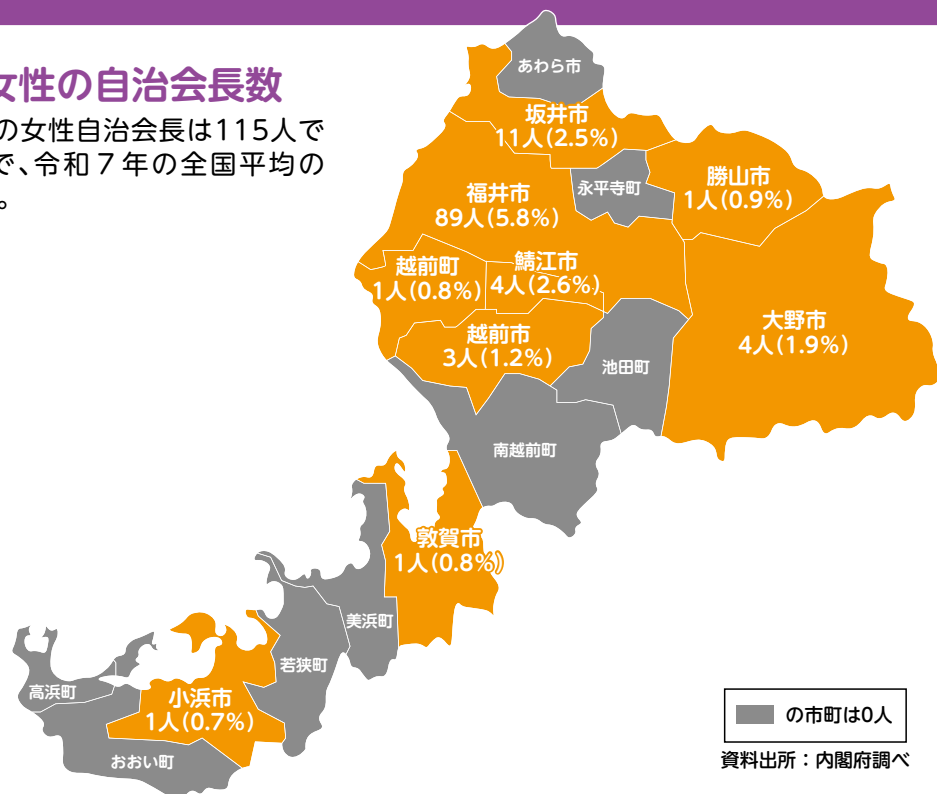 女性の自治会長数
の女性自治会長は115人で
で、令和7年の全国平均の
。
あわら市
坂井市
11人(2.5%)
永平寺町
勝山市
1人(0.9%)
福井市
89人(5.8%)
越前町
1人(0.8%)
鯖江市
4人(2.6%)
大野市
4人(1.9%)
越前市
3人(1.2%)
池田町
南越前町
敦賀市
1人(0.8%)
美浜町
若狭町
高浜町
小浜市
1人(0.7%)
おおい町
の市町は0人
資料出所：内閣府調べ